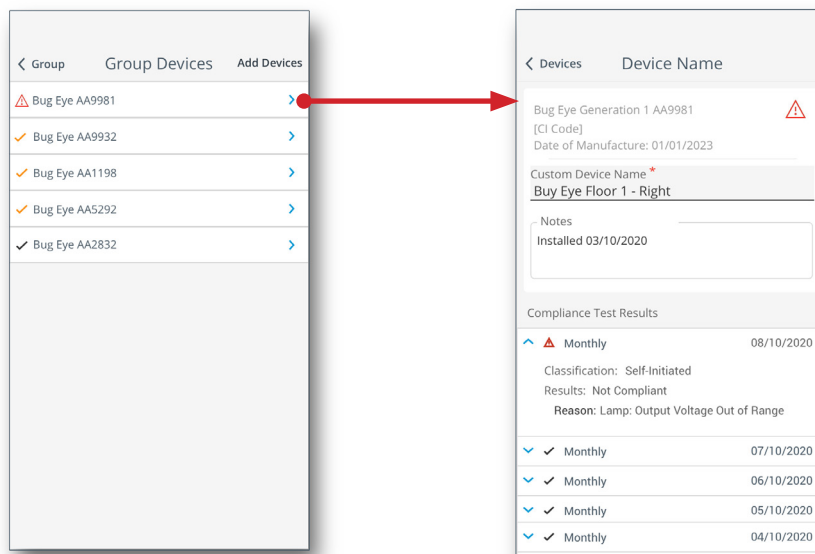 Group
Group Devices
Add Devices
Bug Eye AA9981
Bug Eye AA9932
Bug Eye AA1198
Bug Eye AA5292
Bug Eye AA2832
Devices
Device Name
Bug Eye Generation 1 AA9981
[CI Code]
Date of Manufacture: 01/01/2023
Custom Device Name *
Buy Eye Floor 1 - Right
Notes
Installed 03/10/2020
Compliance Test Results
Monthly 08/10/2020
Classification: Self-Initiated
Results: Not Compliant
Reason: Lamp: Output Voltage Out of Range
Monthly 07/10/2020
Monthly 06/10/2020
Monthly 05/10/2020
Monthly 04/10/2020